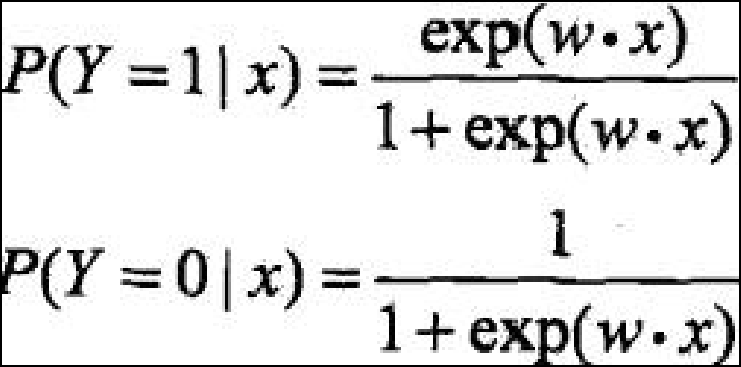 P(Y = 1 | x) = exp(w • x) / 1 + exp(w • x)
P(Y = 0 | x) = 1 / 1 + exp(w • x)